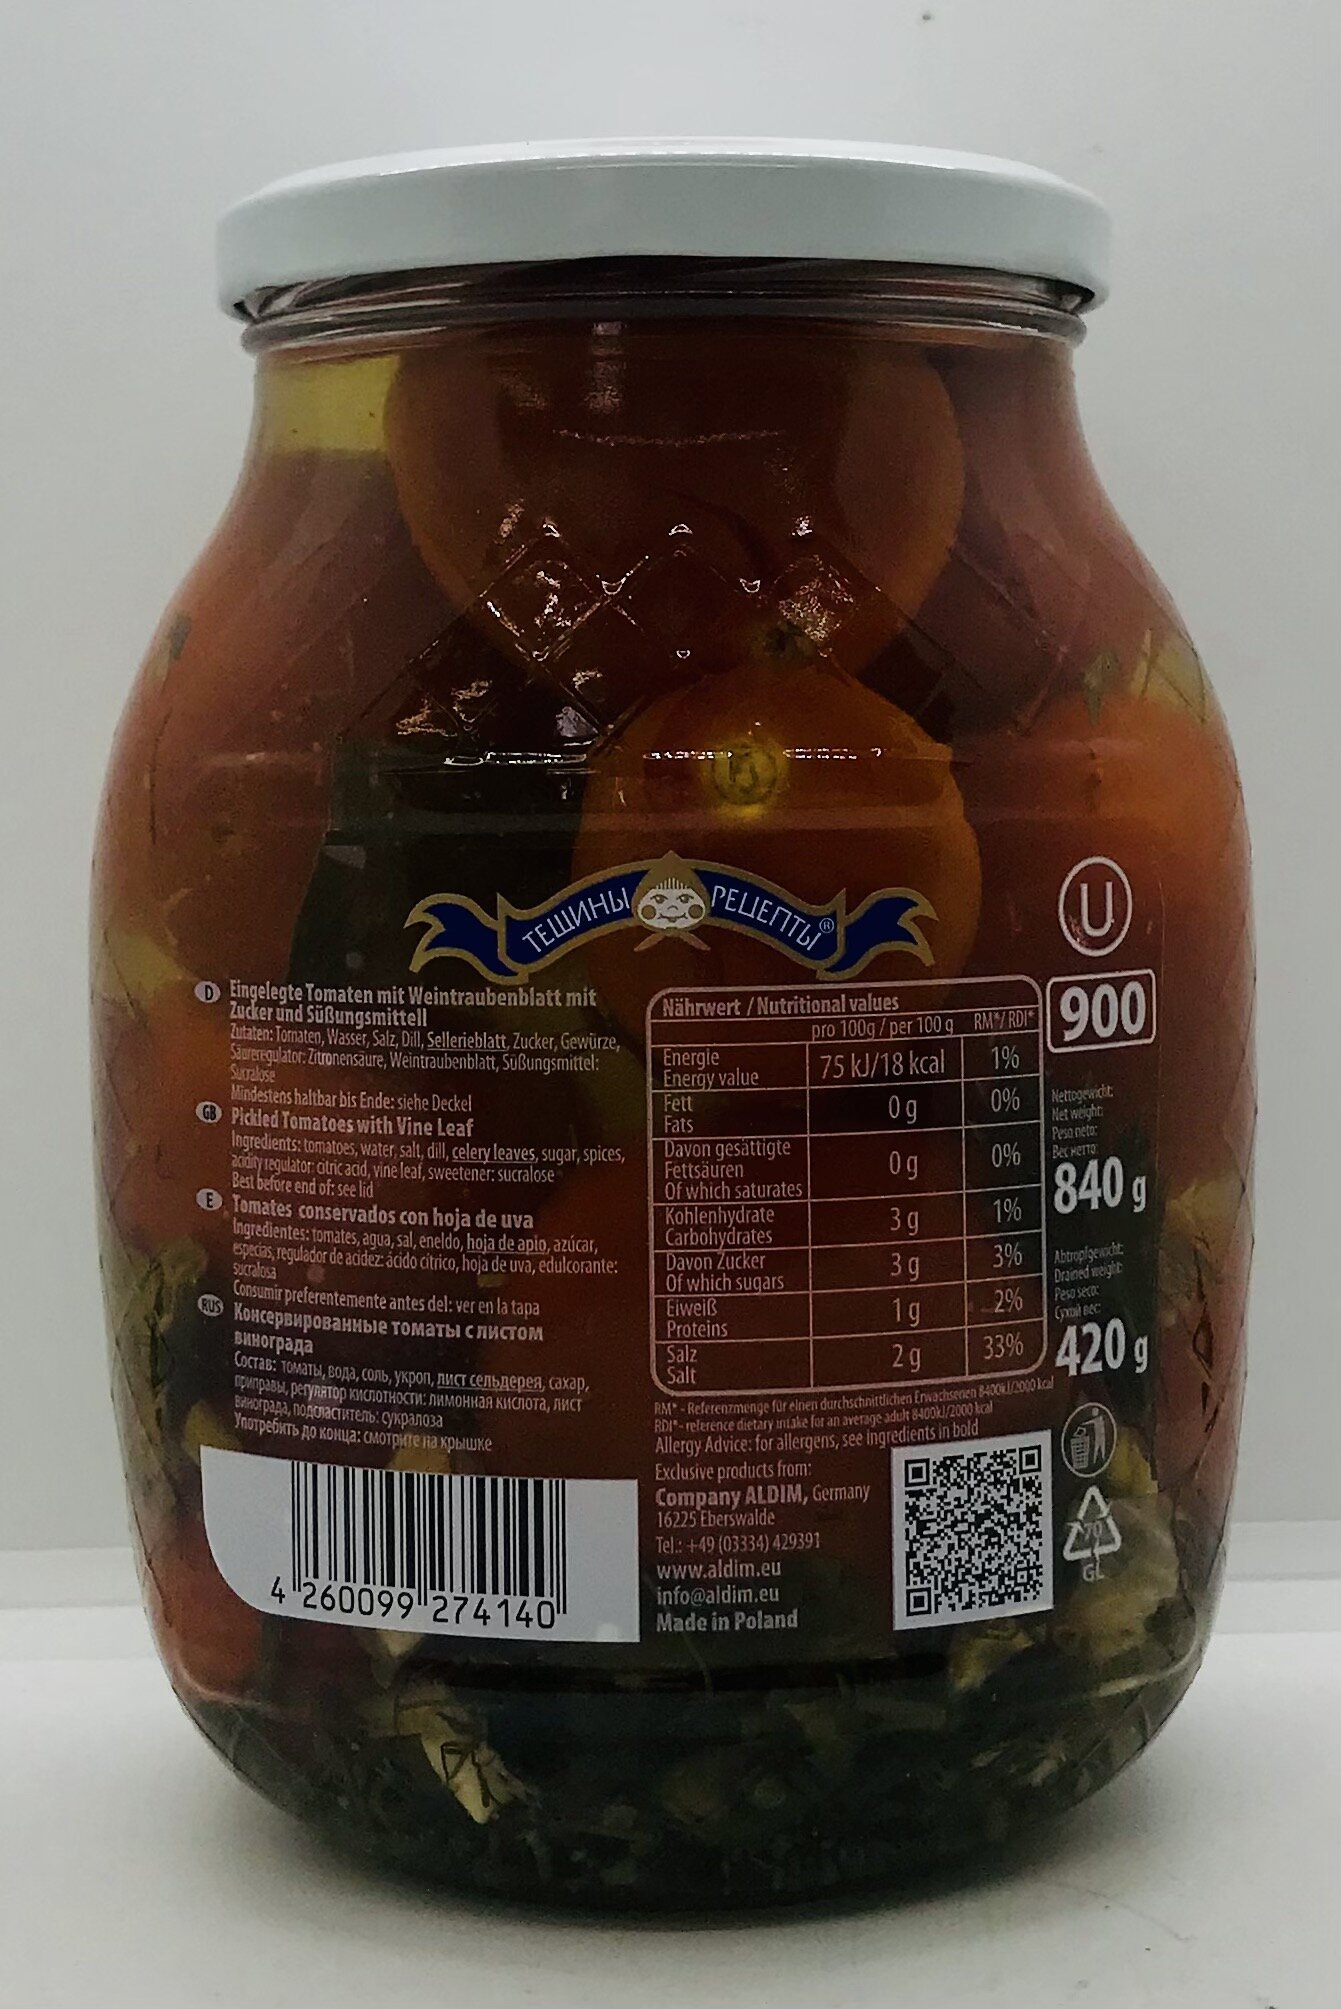 ТЕЩИНЫ РЕЦЕПТЫ®
D Eingelegte Tomaten mit Weintraubenblatt mit
Zucker und Süßungsmittell
Zutaten: Tomaten, Wasser, Salz, Dill, Sellerieblatt, Zucker, Gewürze,
Säureregulator: Zitronensäure, Weintraubenblatt, Süßungsmittel:
Sucralose
Mindestens haltbar bis Ende: siehe Deckel
GB Pickled Tomatoes with Vine Leaf
Ingredients: tomatoes, water, salt, dill, celery leaves, sugar, spices,
acidity regulator: citric acid, vine leaf, sweetener: sucralose
Best before end of: see lid
E Tomates conservados con hoja de uva
Ingredientes: tomates, agua, sal, eneldo, hoja de apio, azúcar,
especias, regulador de acidez: ácido cítrico, hoja de uva, edulcorante:
sucralosa
Consumir preferentemente antes del: ver en la tapa
RUS Консервированные томаты с листом
винограда
Состав: томаты, вода, соль, укроп, лист сельдерея, сахар,
приправы, регулятор кислотности: лимонная кислота, лист
винограда, подсластитель: сукралоза
Употребить до конца: смотрите на крышке
4 260099 274140
Nährwert / Nutritional values
pro 100g / per 100 g RM*/ RDI*
Energie
Energy value 75 kJ/18 kcal 1%
Fett
Fats 0 g 0%
Davon gesättigte
Fettsäuren
Of which saturates 0 g 0%
Kohlenhydrate
Carbohydrates 3 g 1%
Davon Zucker
Of which sugars 3 g 3%
Eiweiß
Proteins 1 g 2%
Salz
Salt 2 g 33%
RM* - Referenzmenge für einen durchschnittlichen Erwachsenen 8400kJ/2000 kcal
RDI* - reference dietary intake for an average adult 8400kJ/2000 kcal
Allergy Advice: for allergens, see ingredients in bold
Exclusive products from:
Company ALDIM, Germany
16225 Eberswalde
Tel.: +49 (03334) 429391
www.aldim.eu
info@aldim.eu
Made in Poland
U
900
Nettogewicht:
Net weight:
Peso neto:
Вес нетто:
840 g
Abtropfgewicht:
Drained weight:
Peso seco:
Сухой вес:
420 g
70
GL